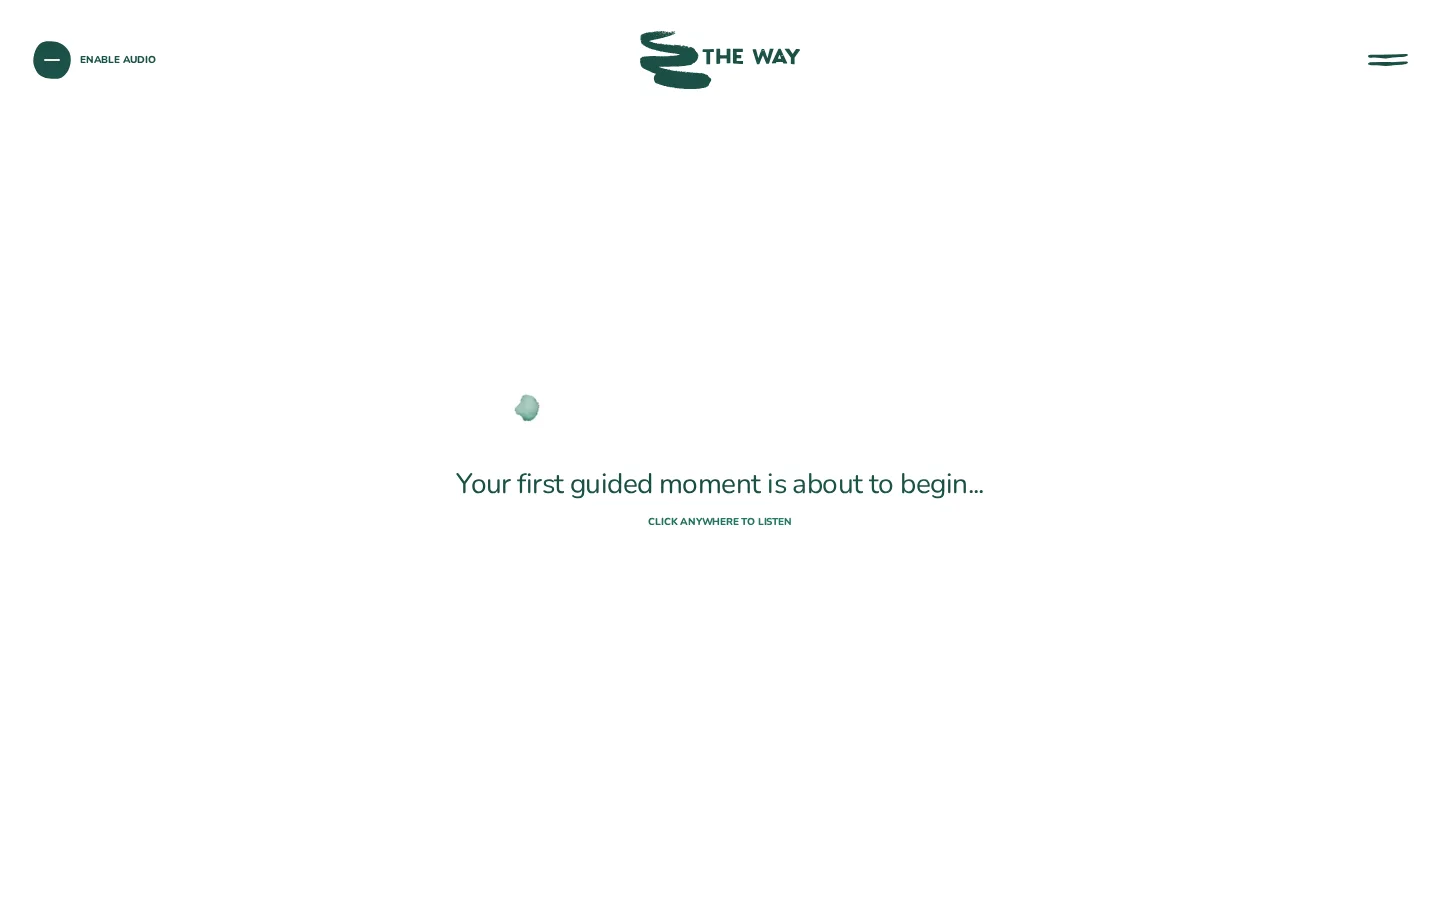 ENABLE AUDIO
THE WAY
Your first guided moment is about to begin...
CLICK ANYWHERE TO LISTEN